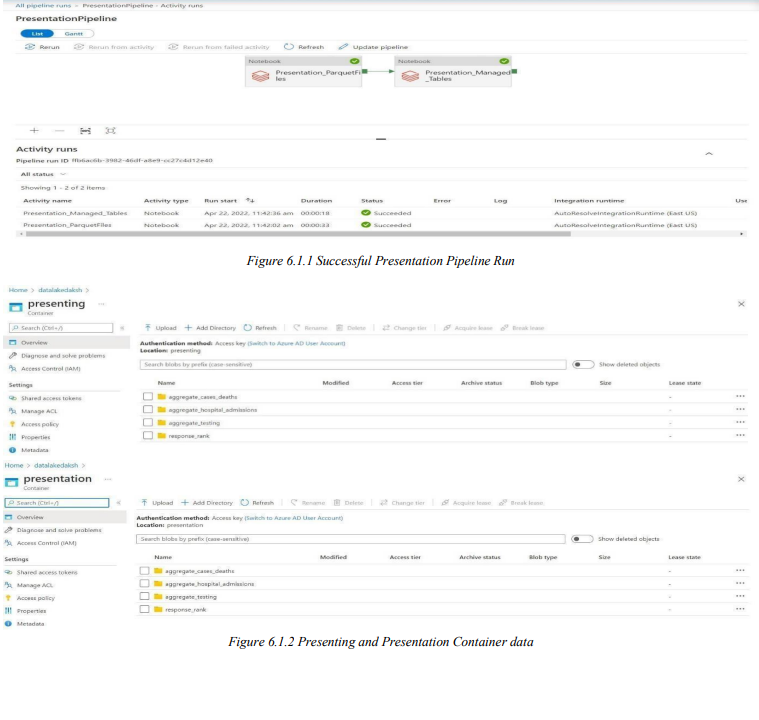 All pipeline runs > PresentationPipeline - Activity runs
PresentationPipeline
List Gantt
Rerun Rerun from activity Rerun from failed activity Refresh Update pipeline
Notebook Notebook
Presentation_ParquetFi
les
Presentation_Managed
_Tables
Activity runs
Pipeline run ID ffb6ac6b-3982-46df-a8e9-cc27c4d12e40
All status
Showing 1 - 2 of 2 items
Activity name Activity type Run start Duration Status Error Log Integration runtime Use
Presentation_Managed_Tables Notebook Apr 22, 2022, 11:42:36 am 00:00:18 Succeeded AutoResolveIntegrationRuntime (East US)
Presentation_ParquetFiles Notebook Apr 22, 2022, 11:42:02 am 00:00:33 Succeeded AutoResolveIntegrationRuntime (East US)
Figure 6.1.1 Successful Presentation Pipeline Run
Home > datalakedaksh >
presenting ...
Container
Search (Ctrl+/) «
Upload + Add Directory Refresh Rename Delete Change tier Acquire lease Break lease
Overview
Diagnose and solve problems
Access Control (IAM)
Settings
Shared access tokens
Manage ACL
Access policy
Properties
Metadata
Authentication method: Access key (Switch to Azure AD User Account)
Location: presenting
Search blobs by prefix (case-sensitive) Show deleted objects
Name Modified Access tier Archive status Blob type Size Lease state
aggregate_cases_deaths - ...
aggregate_hospital_admissions - ...
aggregate_testing - ...
response_rank - ...
Home > datalakedaksh >
presentation ...
Container
Search (Ctrl+/) «
Upload + Add Directory Refresh Rename Delete Change tier Acquire lease Break lease
Overview
Diagnose and solve problems
Access Control (IAM)
Settings
Shared access tokens
Manage ACL
Access policy
Properties
Metadata
Authentication method: Access key (Switch to Azure AD User Account)
Location: presentation
Search blobs by prefix (case-sensitive) Show deleted objects
Name Modified Access tier Archive status Blob type Size Lease state
aggregate_cases_deaths - ...
aggregate_hospital_admissions - ...
aggregate_testing - ...
response_rank - ...
Figure 6.1.2 Presenting and Presentation Container data